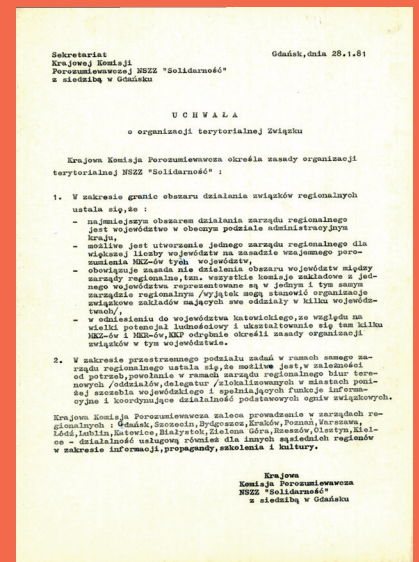 Sekretariat
Gdańsk,dnia 28.1.81
Krajowej Komisji
Porozumiewawczej NSZZ "Solidarność"
z siedzibą w Gdańsku
U C H W A Ł A
o organizacji terytorialnej Związku
Krajowa Komisja Porozumiewawcza określa zasady organizacji
terytorialnej NSZZ "Solidarność" :
1. W zakresie granic obszaru działania związków regionalnych
ustala się,że :
- najmniejszym obszarem działania zarządu regionalnego
jest województwo w obecnym podziale administracyjnym
kraju,
- możliwe jest utworzenie jednego zarządu regionalnego dla
większej liczby województw na zasadzie wzajemnego poro-
zumienia MKZ-ów tych województw,
- obowiązuje zasada nie dzielenia obszaru województw między
zarządy regionalne,tzn. wszystkie komisje zakładowe z jed-
nego województwa reprezentowane są w jednym i tym samym
zarządzie regionalnym /wyjątek mogą stanowić organizacje
związkowe zakładów mających swe oddziały w kilku wojewódz-
twach/,
- w odniesieniu do województwa katowickiego,ze względu na
wielki potencjał ludnościowy i ukształtowanie się tam kilku
MKZ-ów i MKR-ów,KKP odrębnie określi zasady organizacji
związków w tym województwie.
2. W zakresie przestrzennego podziału zadań w ramach samego za-
rządu regionalnego ustala się,że możliwe jest,w zależności
od potrzeb,powołanie w ramach zarządu regionalnego biur tere-
nowych /oddziałów,delegatur /zlokalizowanych w miastach poni-
żej szczebla wojewódzkiego i spełniających funkcje informa-
cyjne i koordynujące działalność podstawowych ogniw związkowych.
Krajowa Komisja Porozumiewawcza zaleca prowadzenie w zarządach re-
gionalnych : Gdańsk,Szczecin,Bydgoszcz,Kraków,Poznań,Warszawa,
Łódź,Lublin,Katowice,Białystok,Zielona Góra,Rzeszów,Olsztyn,Kiel-
ce - działalność usługową również dla innych sąsiednich regionów
w zakresie informacji,propagandy,szkolenia i kultury.
Krajowa
Komisja Porozumiewawcza
NSZZ "Solidarność"
z siedzibą w Gdańsku